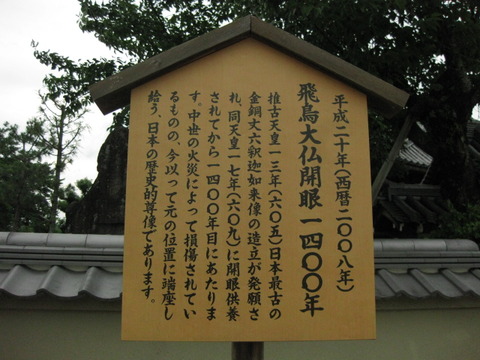 平成二十年(西暦二〇〇八年)
飛鳥大仏開眼一四〇〇年
推古天皇一三年(六〇五)日本最古の
金銅丈六釈迦如来像の造立が発願さ
れ、同天皇一七年(六〇九)に開眼供養
されてから一四〇〇年目にあたりま
す。中世の火災によって損傷されてい
るものの、今以って元の位置に端座し
給う、日本の歴史的尊像であります。